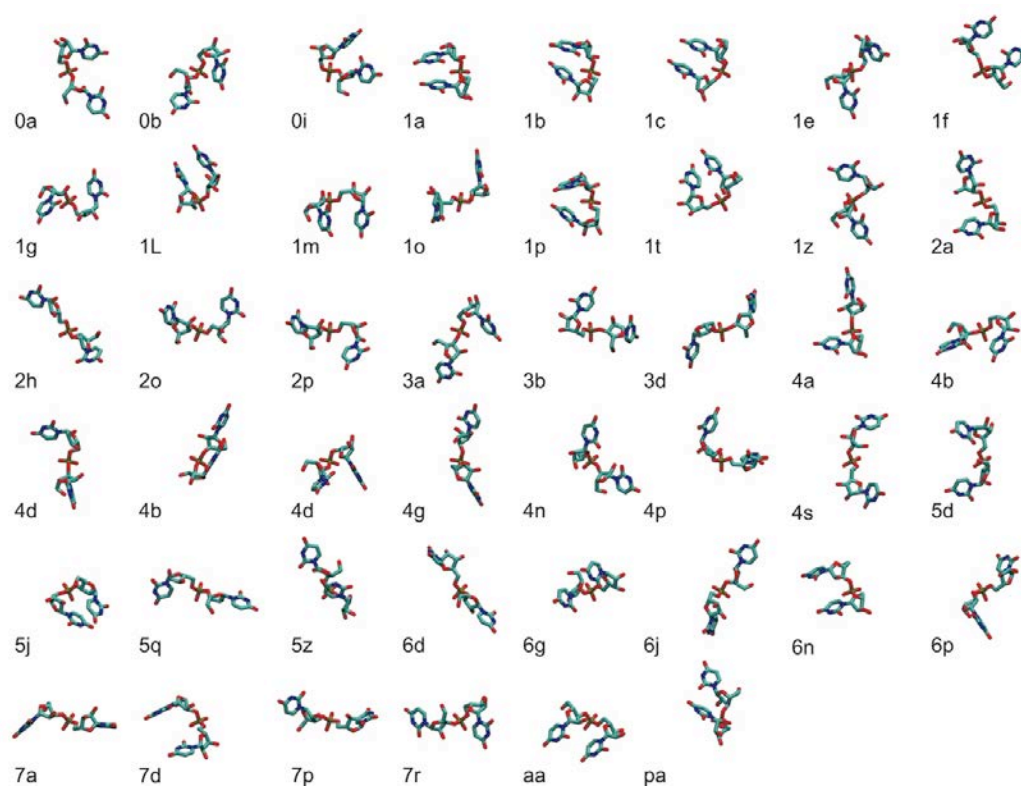 0a 0b 0i 1a 1b 1c 1e 1f
1g 1L 1m 1o 1p 1t 1z 2a
2h 2o 2p 3a 3b 3d 4a 4b
4d 4b 4d 4g 4n 4p 4s 5d
5j 5q 5z 6d 6g 6j 6n 6p
7a 7d 7p 7r aa pa